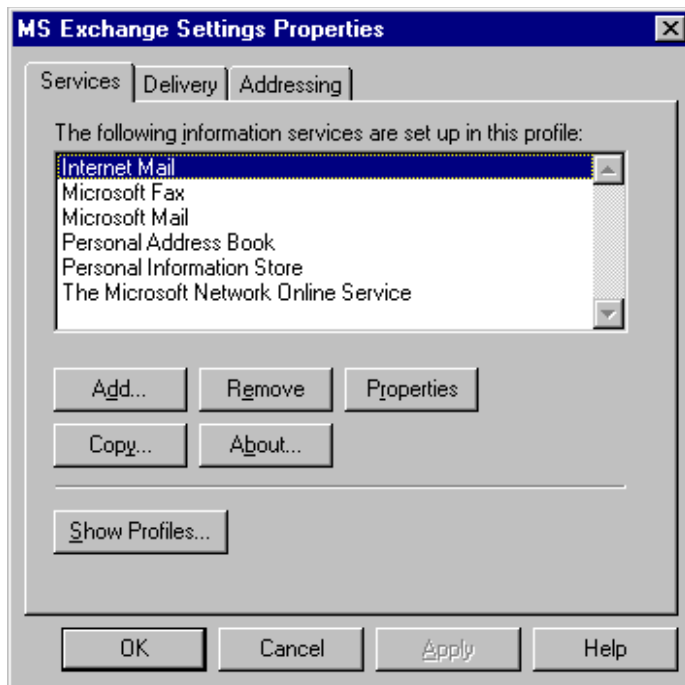 MS Exchange Settings Properties
Services Delivery Addressing
The following information services are set up in this profile:
Internet Mail
Microsoft Fax
Microsoft Mail
Personal Address Book
Personal Information Store
The Microsoft Network Online Service
Add... Remove Properties
Copy... About...
Show Profiles...
OK Cancel Apply Help